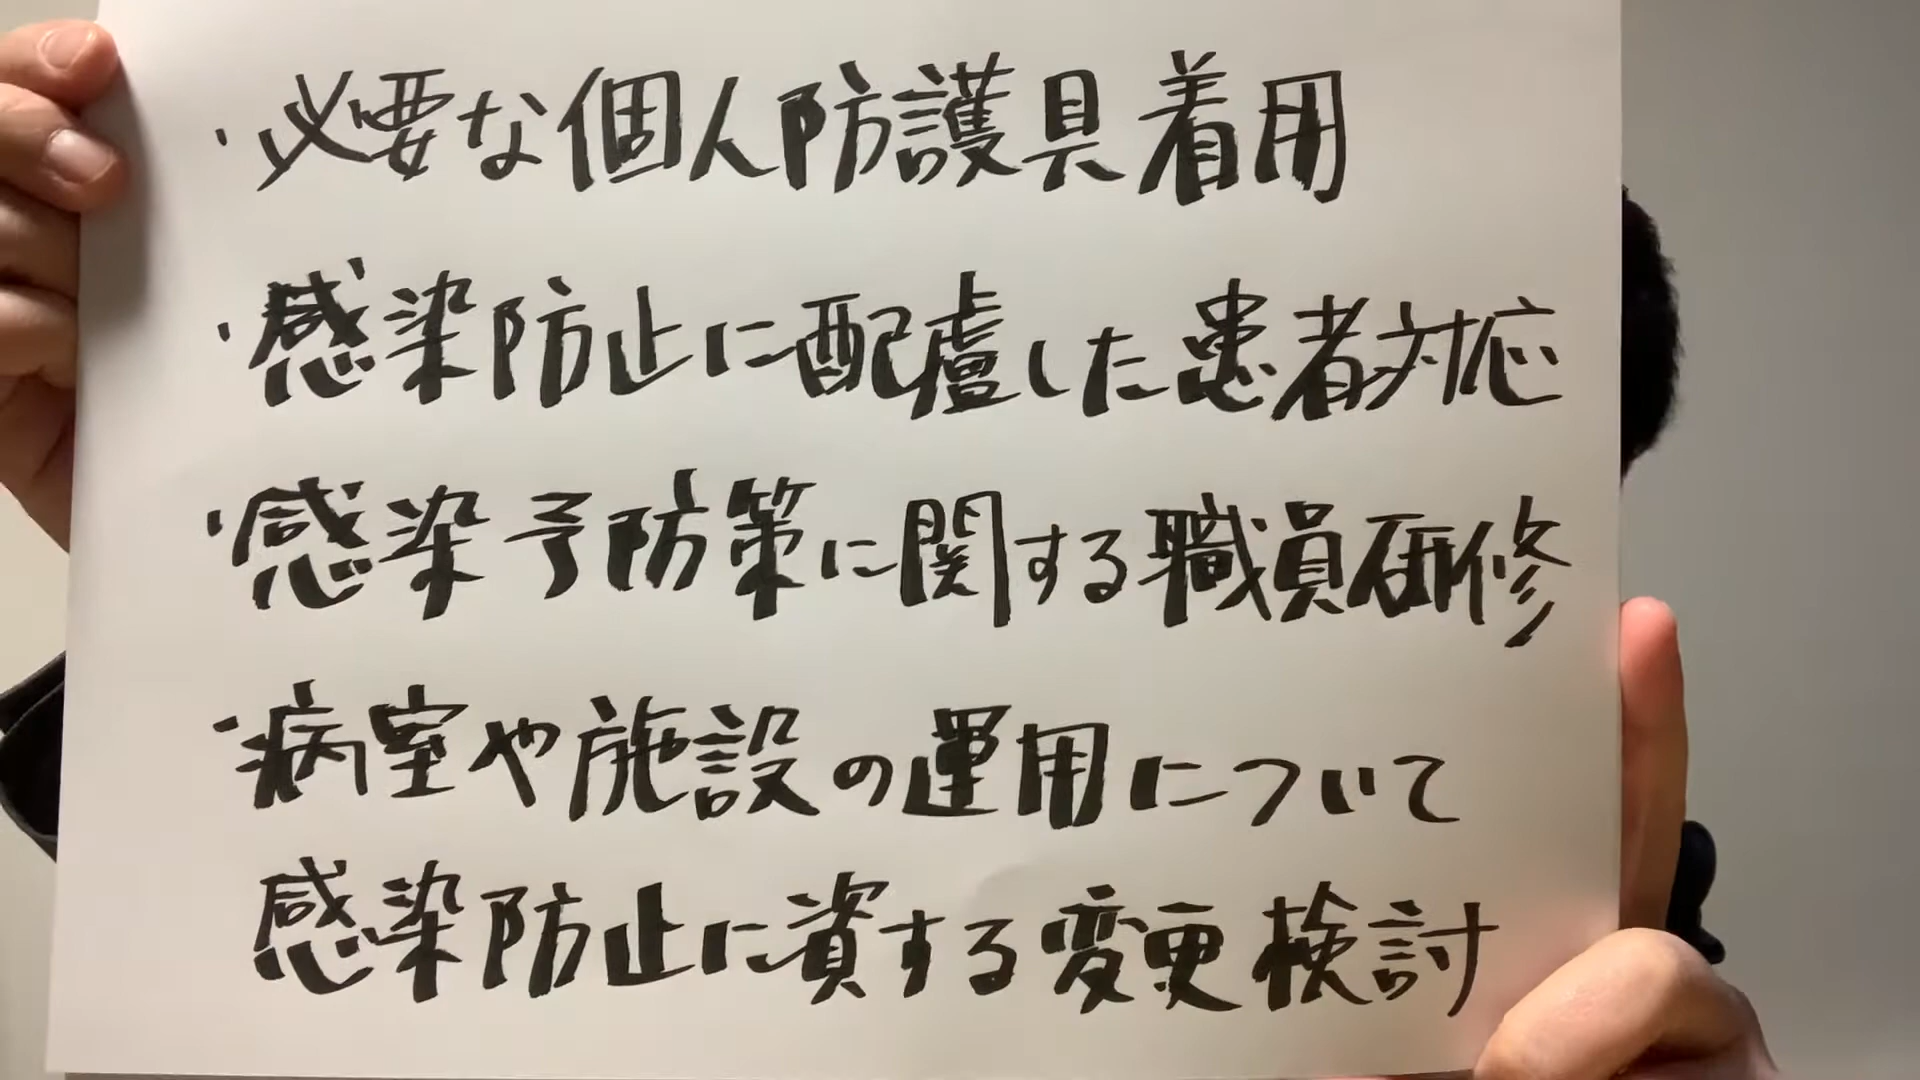 ・必要な個人防護具着用
・感染防止に配慮した患者対応
・感染予防策に関する職員研修
・病室や施設の運用について
感染防止に資する変更検討